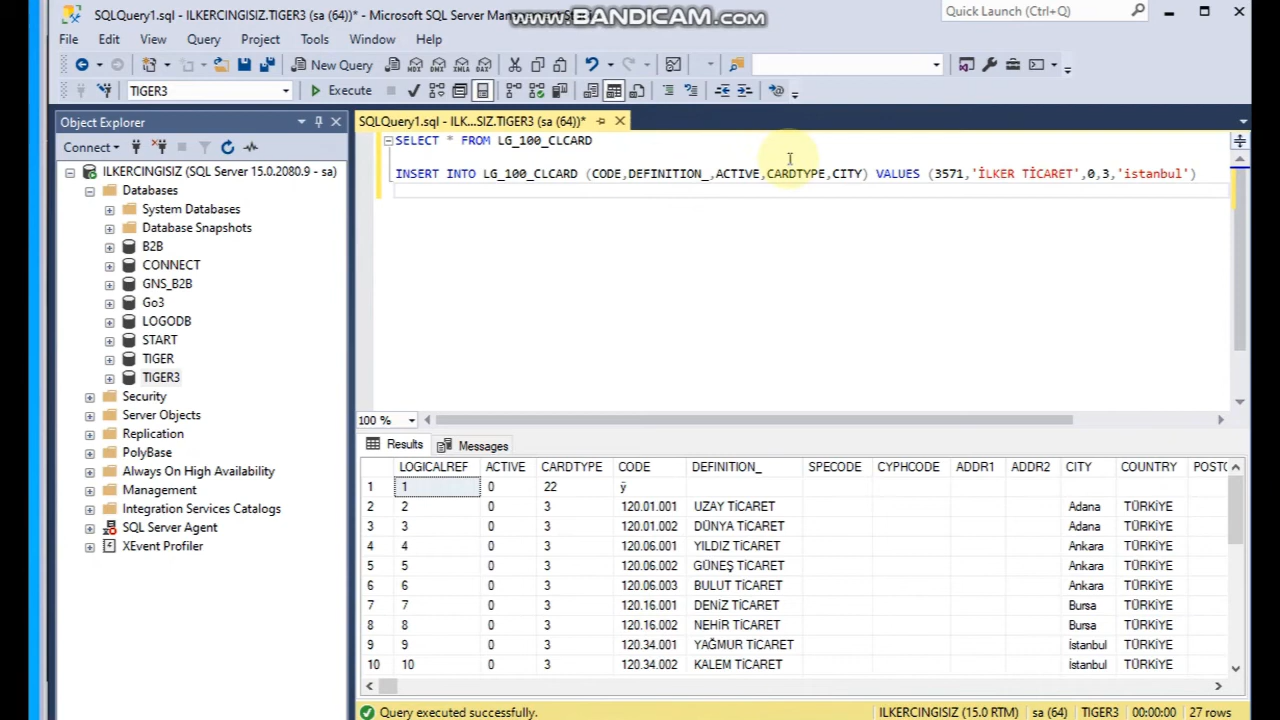 SQLQuery1.sql - ILKERCINGISIZ.TIGER3 (sa (64))* - Microsoft SQL Server Man
www.BANDICAM.com
Quick Launch (Ctrl+Q)
File Edit View Query Project Tools Window Help
New Query
TIGER3 Execute
Object Explorer
SQLQuery1.sql - ILK...SIZ.TIGER3 (sa (64))*
Connect
ILKERCINGISIZ (SQL Server 15.0.2080.9 - sa)
Databases
System Databases
Database Snapshots
B2B
CONNECT
GNS_B2B
Go3
LOGODB
START
TIGER
TIGER3
Security
Server Objects
Replication
PolyBase
Always On High Availability
Management
Integration Services Catalogs
SQL Server Agent
XEvent Profiler
SELECT * FROM LG_100_CLCARD
INSERT INTO LG_100_CLCARD (CODE,DEFINITION_,ACTIVE,CARDTYPE,CITY) VALUES (3571,'İLKER TİCARET',0,3,'istanbul')
100 %
Results Messages
LOGICALREF ACTIVE CARDTYPE CODE DEFINITION_ SPECODE CYPHCODE ADDR1 ADDR2 CITY COUNTRY POSTC
1 1 0 22 ÿ
2 2 0 3 120.01.001 UZAY TİCARET Adana TÜRKİYE
3 3 0 3 120.01.002 DÜNYA TİCARET Adana TÜRKİYE
4 4 0 3 120.06.001 YILDIZ TİCARET Ankara TÜRKİYE
5 5 0 3 120.06.002 GÜNEŞ TİCARET Ankara TÜRKİYE
6 6 0 3 120.06.003 BULUT TİCARET Ankara TÜRKİYE
7 7 0 3 120.16.001 DENİZ TİCARET Bursa TÜRKİYE
8 8 0 3 120.16.002 NEHİR TİCARET Bursa TÜRKİYE
9 9 0 3 120.34.001 YAĞMUR TİCARET İstanbul TÜRKİYE
10 10 0 3 120.34.002 KALEM TİCARET İstanbul TÜRKİYE
Query executed successfully. ILKERCINGISIZ (15.0 RTM) sa (64) TIGER3 00:00:00 27 rows